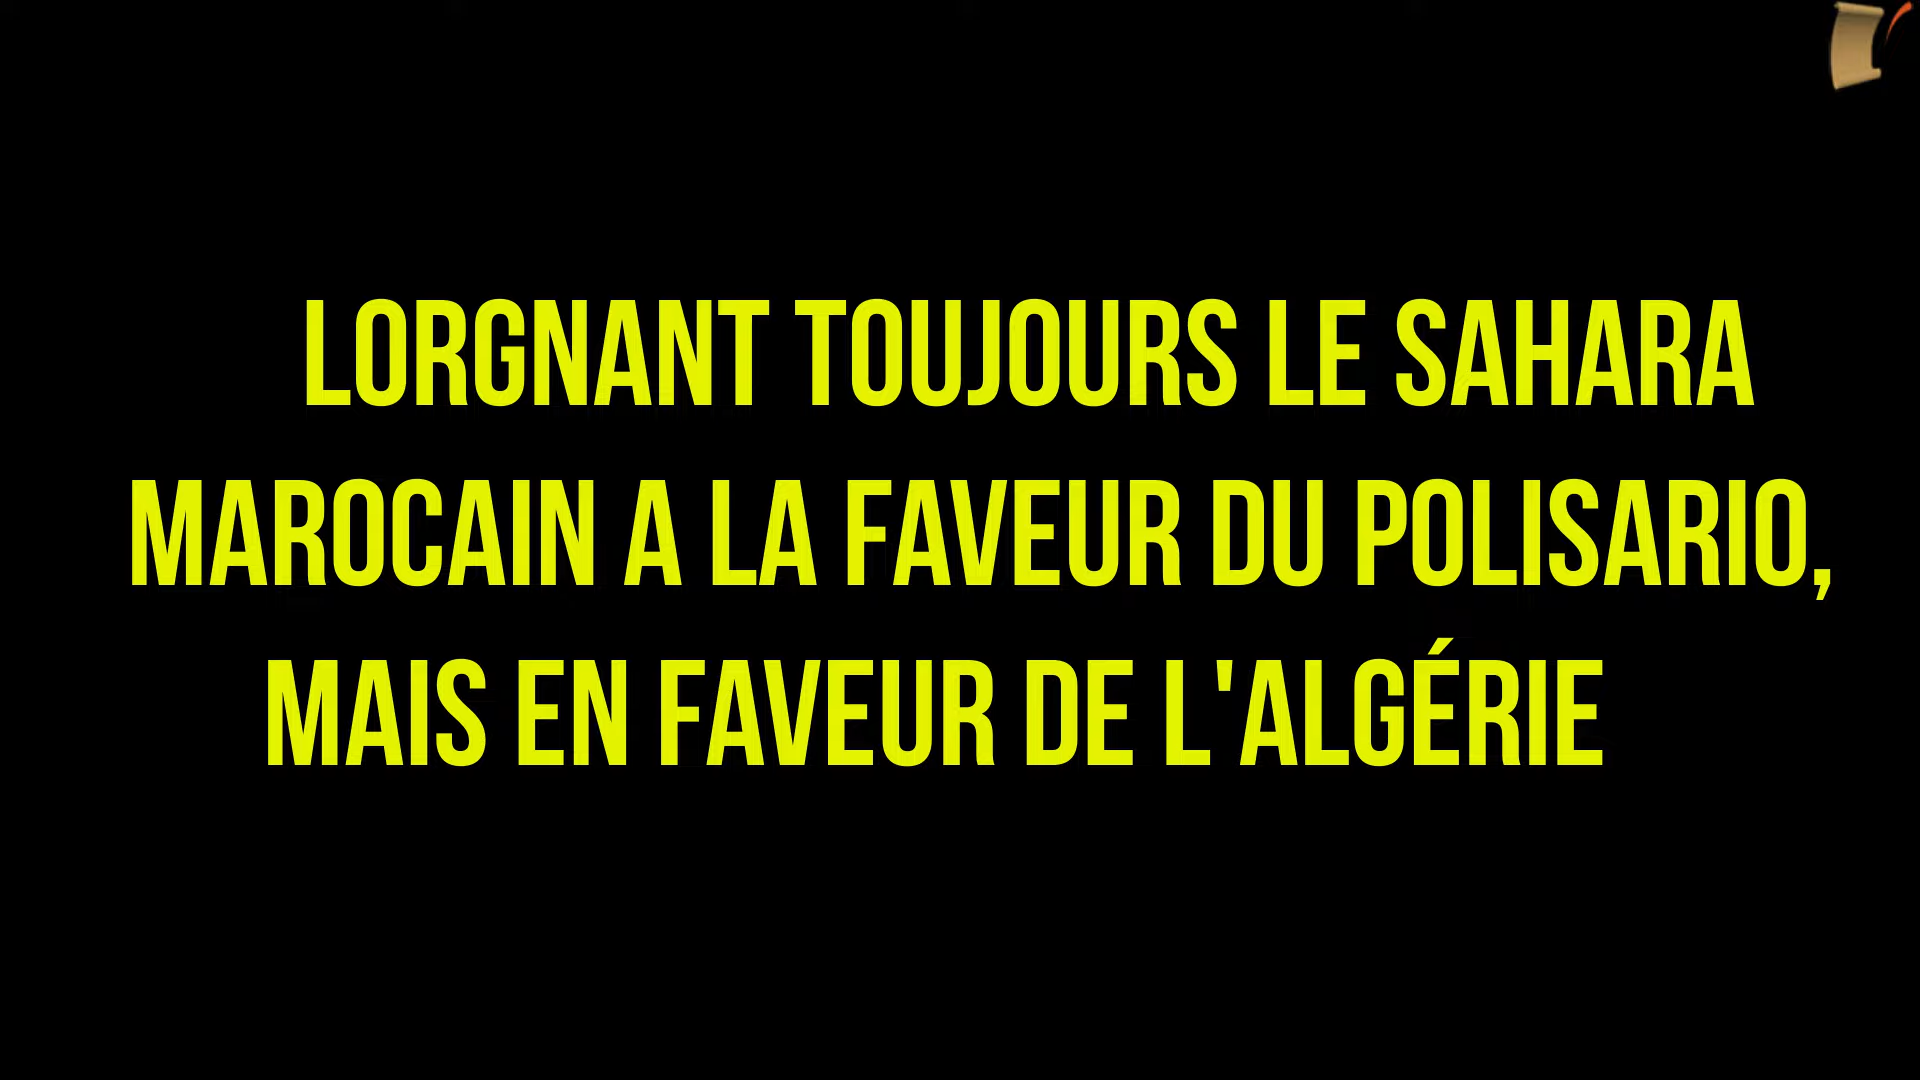 LORGNANT TOUJOURS LE SAHARA
MAROCAIN A LA FAVEUR DU POLISARIO,
MAIS EN FAVEUR DE L'ALGÉRIE